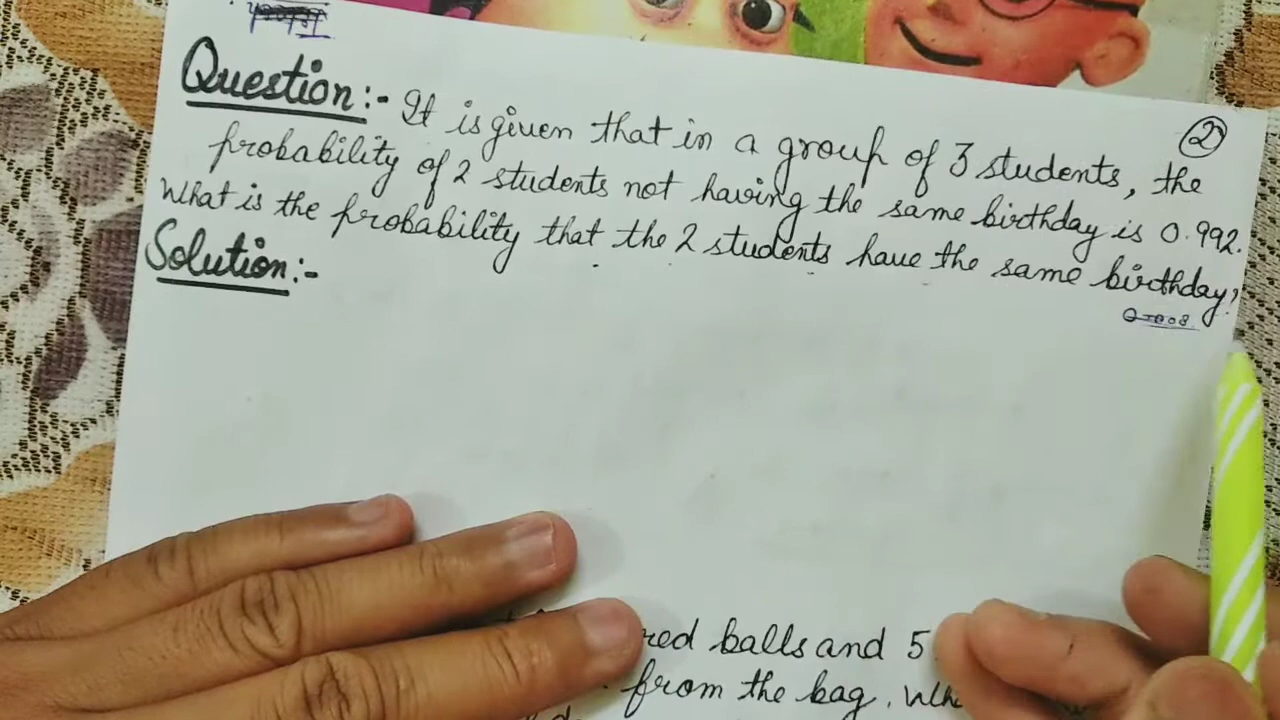 Question:- It is given that in a group of 3 students, the
probability of 2 students not having the same birthday is 0.992.
What is the probability that the 2 students have the same birthday?
Solution:-
2
red balls and 5
from the bag.